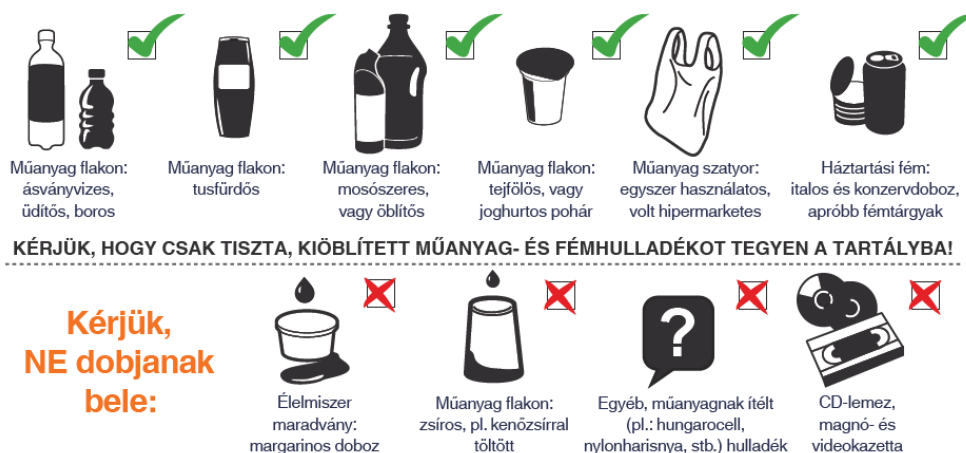 Műanyag flakon:
ásványvizes,
üdítős, boros
Műanyag flakon:
tusfürdős
Műanyag flakon:
mosószeres,
vagy öblítős
Műanyag flakon:
tejfölös, vagy
joghurtos pohár
Műanyag szatyor:
egyszer használatos,
volt hipermarketes
Háztartási fém:
italos és konzervdoboz,
apróbb fémtárgyak
KÉRJÜK, HOGY CSAK TISZTA, KIÖBLÍTETT MŰANYAG- ÉS FÉMHULLADÉKOT TEGYEN A TARTÁLYBA!
Kérjük,
NE dobjanak
bele:
Élelmiszer
maradvány:
margarinos doboz
Műanyag flakon:
zsíros, pl. kenőzsírral
töltött
?
Egyéb, műanyagnak ítélt
(pl.: hungarocell,
nylonharisnya, stb.) hulladék
CD-lemez,
magnó- és
videokazetta